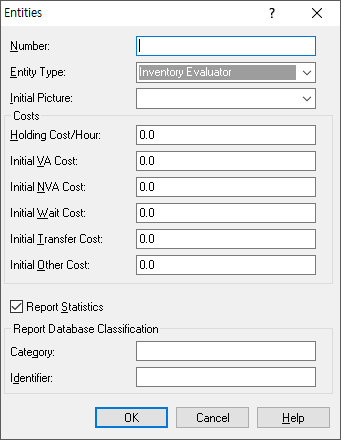 Entities
Number:
Entity Type: Inventory Evaluator
Initial Picture:
Costs
Holding Cost/Hour: 0.0
Initial VA Cost: 0.0
Initial NVA Cost: 0.0
Initial Wait Cost: 0.0
Initial Transfer Cost: 0.0
Initial Other Cost: 0.0
Report Statistics
Report Database Classification
Category:
Identifier:
OK Cancel Help